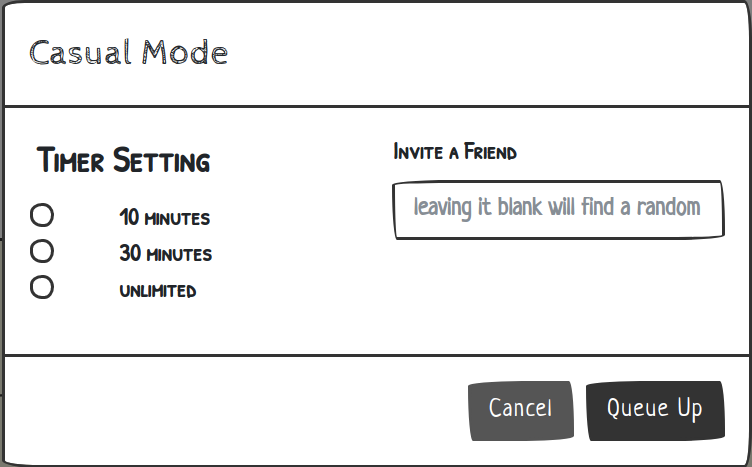 Casual Mode
Timer Setting
10 minutes
30 minutes
unlimited
Invite a Friend
leaving it blank will find a random
Cancel
Queue Up